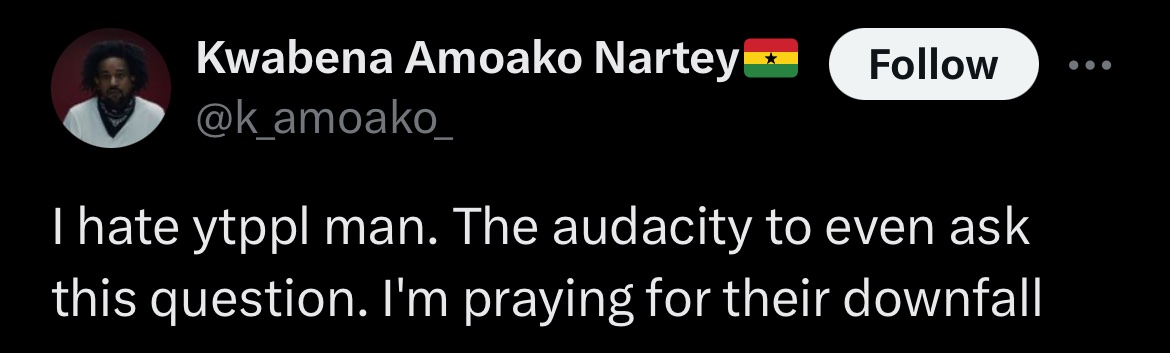 Kwabena Amoako Nartey🇬🇭
Follow
@k_amoako_
I hate ytppl man. The audacity to even ask
this question. I'm praying for their downfall